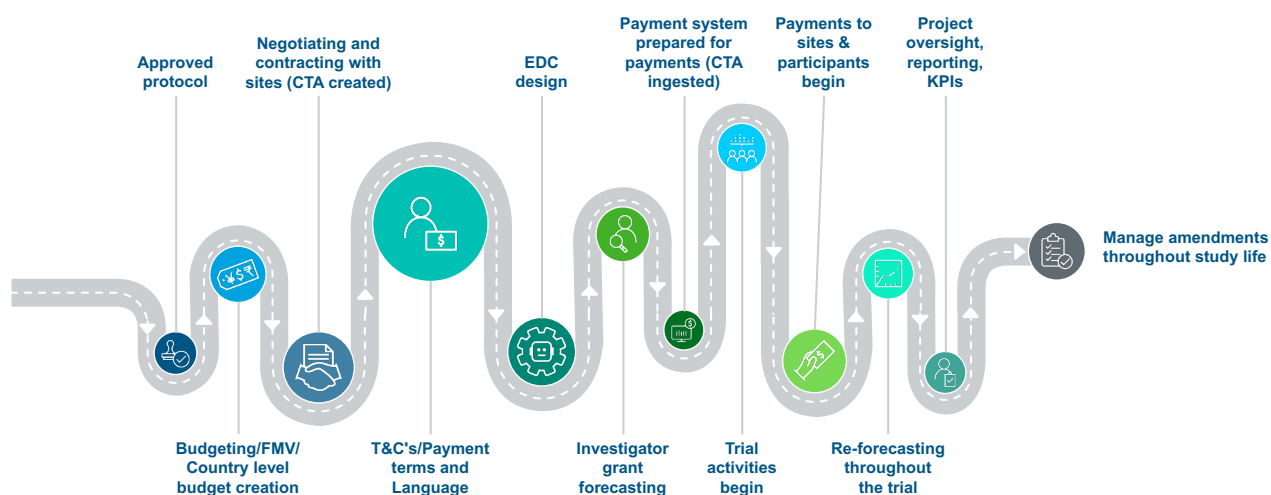 Approved
protocol
Budgeting/FMV/
Country level
budget creation
Negotiating and
contracting with
sites (CTA created)
T&C's/Payment
terms and
Language
EDC
design
Investigator
grant
forecasting
Payment system
prepared for
payments (CTA
ingested)
Trial
activities
begin
Payments to
sites &
participants
begin
Re-forecasting
throughout
the trial
Project
oversight,
reporting,
KPIs
Manage amendments
throughout study life
¥$₹
$
$
$